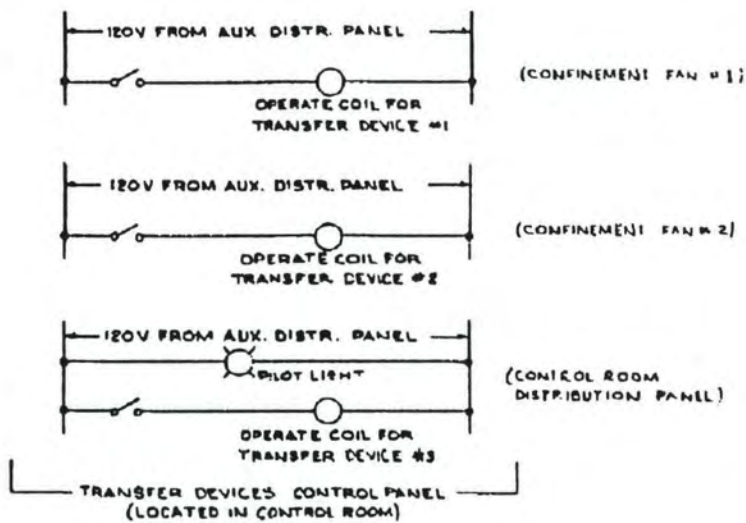 120V FROM AUX DISTR. PANEL
(CONFINEMENT FAN #1)
OPERATE COIL FOR
TRANSFER DEVICE #1
120V FROM AUX. DISTR. PANEL
(CONFINEMENT FAN #2)
OPERATE COIL FOR
TRANSFER DEVICE #2
120V FROM AUX. DISTR. PANEL
PILOT LIGHT
(CONTROL ROOM
DISTRIBUTION PANEL)
OPERATE COIL FOR
TRANSFER DEVICE #3
TRANSFER DEVICES CONTROL PANEL
(LOCATED IN CONTROL ROOM)